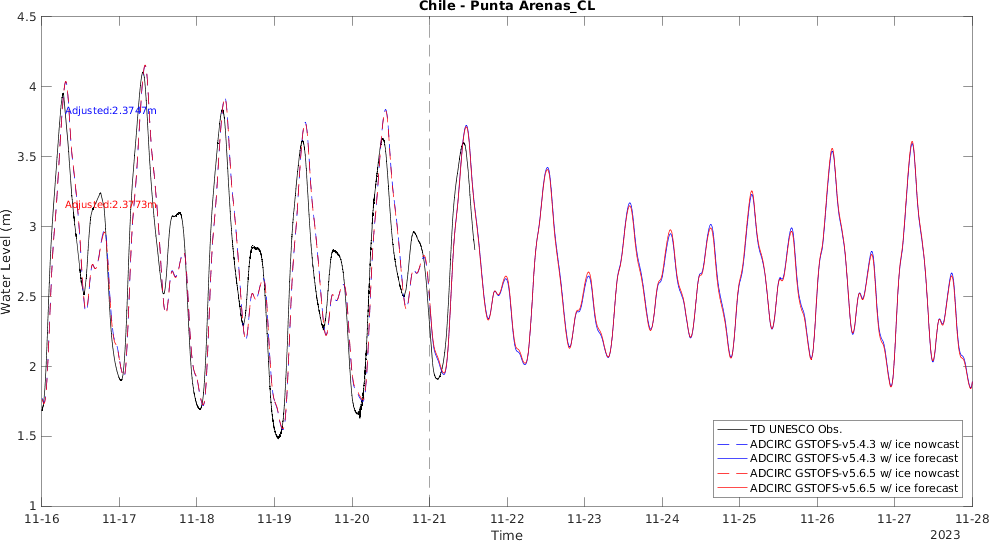 Chile - Punta Arenas_CL
4.5
4
3.5
3
2.5
2
1.5
1
Water Level (m)
Adjusted:2.3747m
Adjusted:2.3773m
TD UNESCO Obs.
ADCIRC GSTOFS-v5.4.3 w/ ice nowcast
ADCIRC GSTOFS-v5.4.3 w/ ice forecast
ADCIRC GSTOFS-v5.6.5 w/ ice nowcast
ADCIRC GSTOFS-v5.6.5 w/ ice forecast
11-16 11-17 11-18 11-19 11-20 11-21 11-22 11-23 11-24 11-25 11-26 11-27 11-28
Time
2023